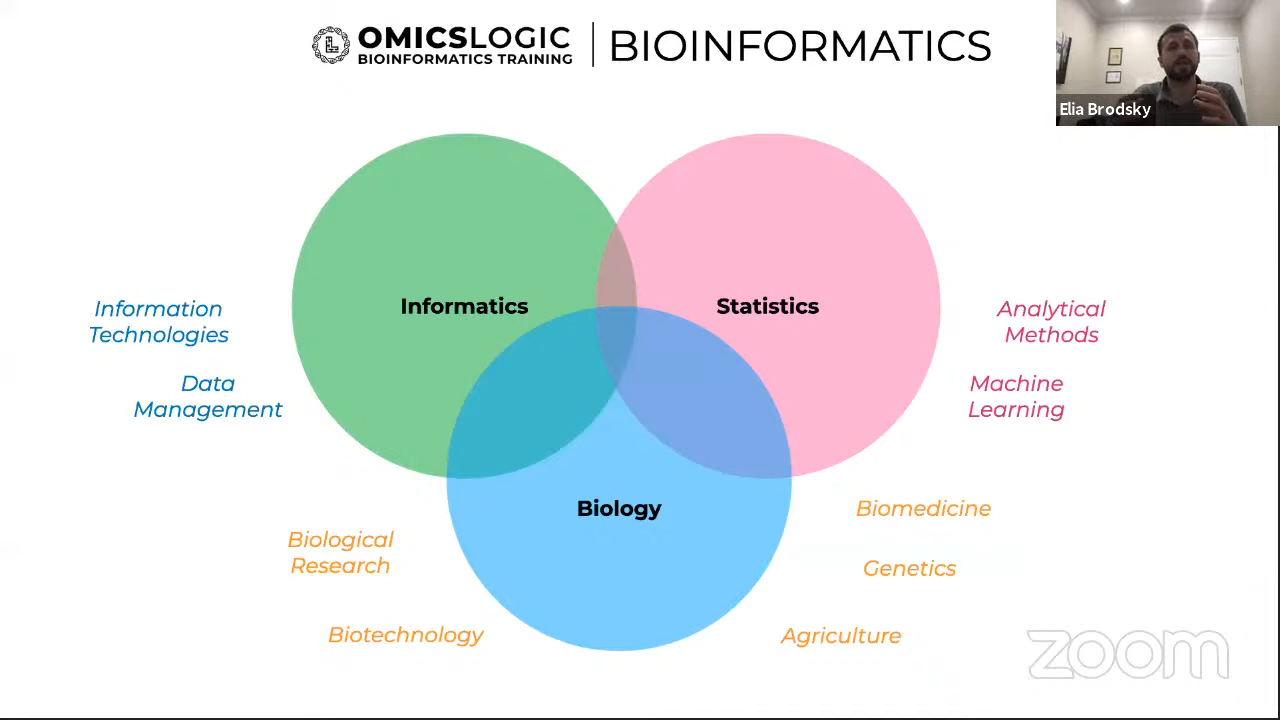 OMICSLOGIC
BIOINFORMATICS TRAINING
BIOINFORMATICS
Elia Brodsky
Informatics
Statistics
Information
Technologies
Data
Management
Analytical
Methods
Machine
Learning
Biology
Biological
Research
Biotechnology
Biomedicine
Genetics
Agriculture
zoom